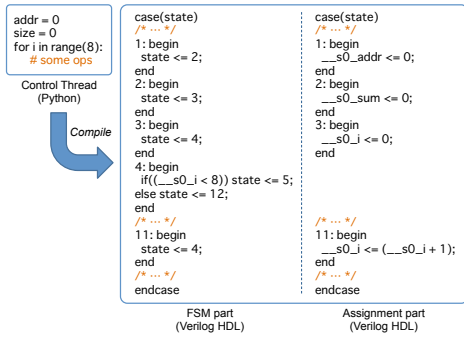 addr = 0
size = 0
for i in range(8):
# some ops
Control Thread
(Python)
Compile
case(state)
/* ... */
1: begin
state <= 2;
end
2: begin
state <= 3;
end
3: begin
state <= 4;
end
4: begin
if((__s0_i < 8)) state <= 5;
else state <= 12;
end
/* ... */
11: begin
state <= 4;
end
/* ... */
endcase
FSM part
(Verilog HDL)
case(state)
/* ... */
1: begin
__s0_addr <= 0;
end
2: begin
__s0_sum <= 0;
end
3: begin
__s0_i <= 0;
end
/* ... */
11: begin
__s0_i <= (__s0_i + 1);
end
/* ... */
endcase
Assignment part
(Verilog HDL)